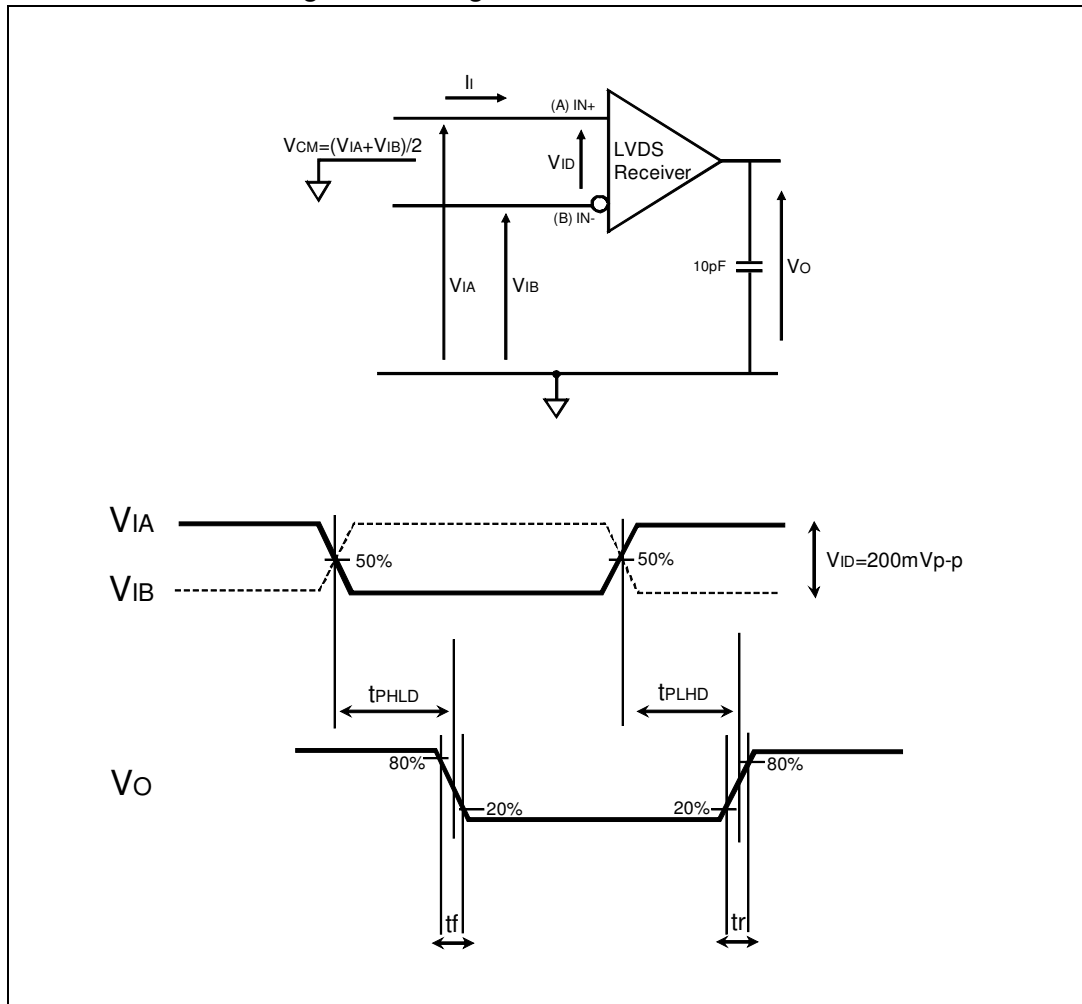 II
(A) IN+
VCM=(VIA+VIB)/2
VID
LVDS
Receiver
(B) IN-
10pF
VO
VIA
VIB
VIA
50%
50%
VID=200mVp-p
VIB
tPHLD
tPLHD
80%
80%
VO
20%
20%
tf
tr